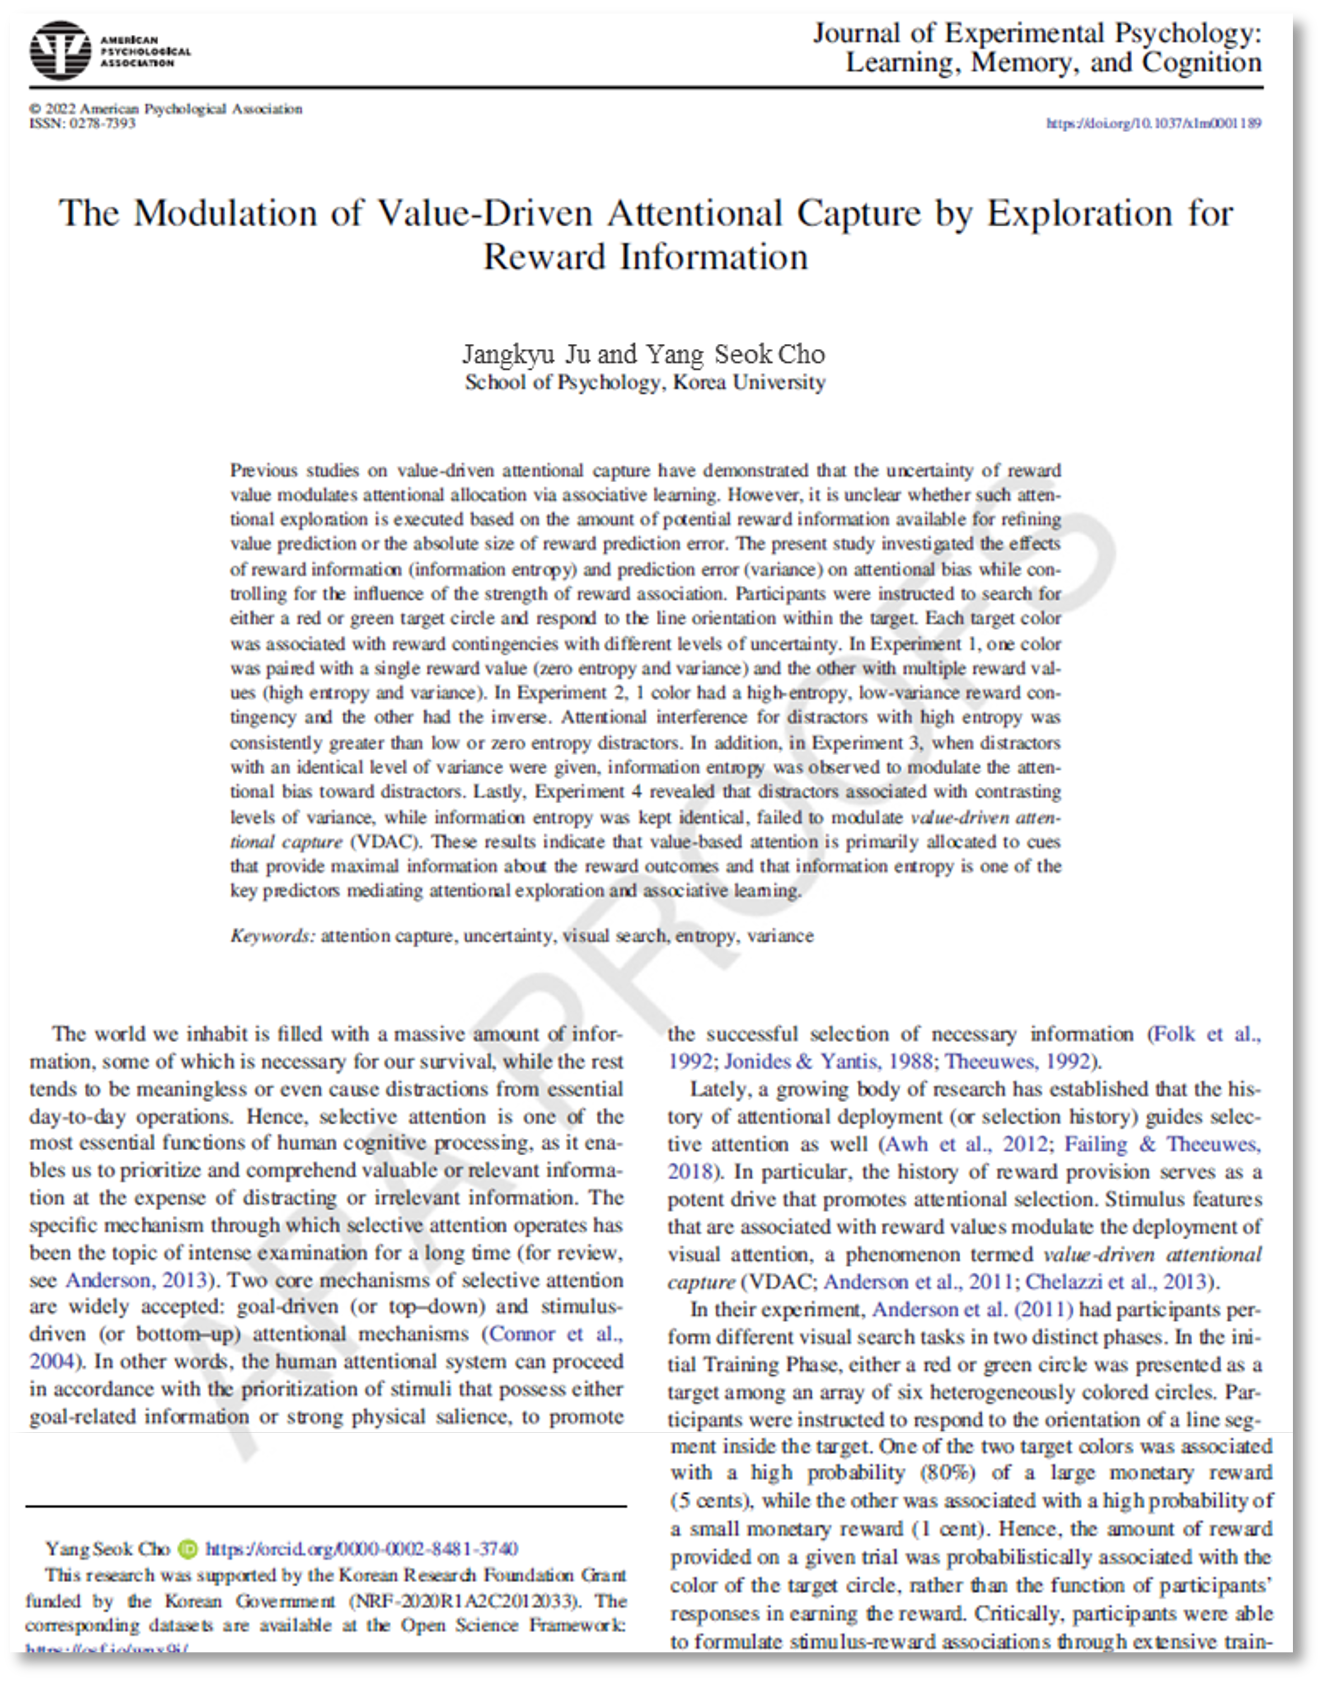 AMERICAN
PSYCHOLOGICAL
ASSOCIATION
Journal of Experimental Psychology:
Learning, Memory, and Cognition
© 2022 American Psychological Association
ISSN: 0278-7393
https://doi.org/10.1037/xlm0001189
The Modulation of Value-Driven Attentional Capture by Exploration for
Reward Information
Jangkyu Ju and Yang Seok Cho
School of Psychology, Korea University
Previous studies on value-driven attentional capture have demonstrated that the uncertainty of reward
value modulates attentional allocation via associative learning. However, it is unclear whether such atten-
tional exploration is executed based on the amount of potential reward information available for refining
value prediction or the absolute size of reward prediction error. The present study investigated the effects
of reward information (information entropy) and prediction error (variance) on attentional bias while con-
trolling for the influence of the strength of reward association. Participants were instructed to search for
either a red or green target circle and respond to the line orientation within the target. Each target color
was associated with reward contingencies with different levels of uncertainty. In Experiment 1, one color
was paired with a single reward value (zero entropy and variance) and the other with multiple reward val-
ues (high entropy and variance). In Experiment 2, 1 color had a high-entropy, low-variance reward con-
tingency and the other had the inverse. Attentional interference for distractors with high entropy was
consistently greater than low or zero entropy distractors. In addition, in Experiment 3, when distractors
with an identical level of variance were given, information entropy was observed to modulate the atten-
tional bias toward distractors. Lastly, Experiment 4 revealed that distractors associated with contrasting
levels of variance, while information entropy was kept identical, failed to modulate value-driven atten-
tional capture (VDAC). These results indicate that value-based attention is primarily allocated to cues
that provide maximal information about the reward outcomes and that information entropy is one of the
key predictors mediating attentional exploration and associative learning.
Keywords: attention capture, uncertainty, visual search, entropy, variance
APA PROOFS
The world we inhabit is filled with a massive amount of infor-
mation, some of which is necessary for our survival, while the rest
tends to be meaningless or even cause distractions from essential
day-to-day operations. Hence, selective attention is one of the
most essential functions of human cognitive processing, as it ena-
bles us to prioritize and comprehend valuable or relevant informa-
tion at the expense of distracting or irrelevant information. The
specific mechanism through which selective attention operates has
been the topic of intense examination for a long time (for review,
see Anderson, 2013). Two core mechanisms of selective attention
are widely accepted: goal-driven (or top–down) and stimulus-
driven (or bottom–up) attentional mechanisms (Connor et al.,
2004). In other words, the human attentional system can proceed
in accordance with the prioritization of stimuli that possess either
goal-related information or strong physical salience, to promote
Yang Seok Cho https://orcid.org/0000-0002-8481-3740
This research was supported by the Korean Research Foundation Grant
funded by the Korean Government (NRF-2020R1A2C2012033). The
corresponding datasets are available at the Open Science Framework:
the successful selection of necessary information (Folk et al.,
1992; Jonides & Yantis, 1988; Theeuwes, 1992).
Lately, a growing body of research has established that the his-
tory of attentional deployment (or selection history) guides selec-
tive attention as well (Awh et al., 2012; Failing & Theeuwes,
2018). In particular, the history of reward provision serves as a
potent drive that promotes attentional selection. Stimulus features
that are associated with reward values modulate the deployment of
visual attention, a phenomenon termed value-driven attentional
capture (VDAC; Anderson et al., 2011; Chelazzi et al., 2013).
In their experiment, Anderson et al. (2011) had participants per-
form different visual search tasks in two distinct phases. In the ini-
tial Training Phase, either a red or green circle was presented as a
target among an array of six heterogeneously colored circles. Par-
ticipants were instructed to respond to the orientation of a line seg-
ment inside the target. One of the two target colors was associated
with a high probability (80%) of a large monetary reward
(5 cents), while the other was associated with a high probability of
a small monetary reward (1 cent). Hence, the amount of reward
provided on a given trial was probabilistically associated with the
color of the target circle, rather than the function of participants’
responses in earning the reward. Critically, participants were able
to formulate stimulus-reward associations through extensive train-